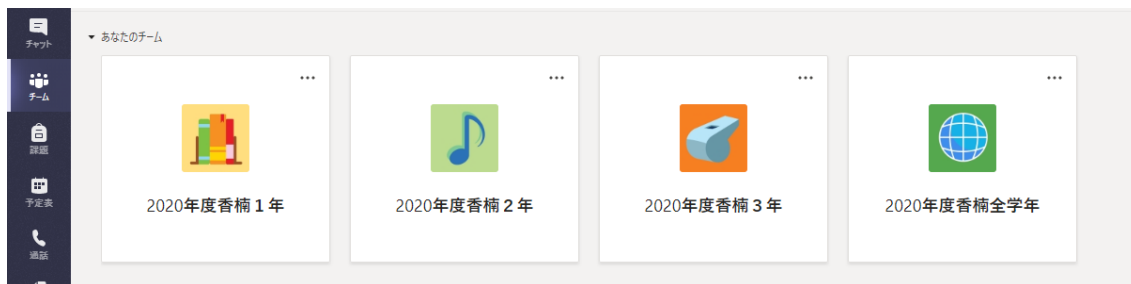 チャット
チーム
課題
予定表
通話
あなたのチーム
2020年度香楠１年
2020年度香楠２年
2020年度香楠３年
2020年度香楠全学年